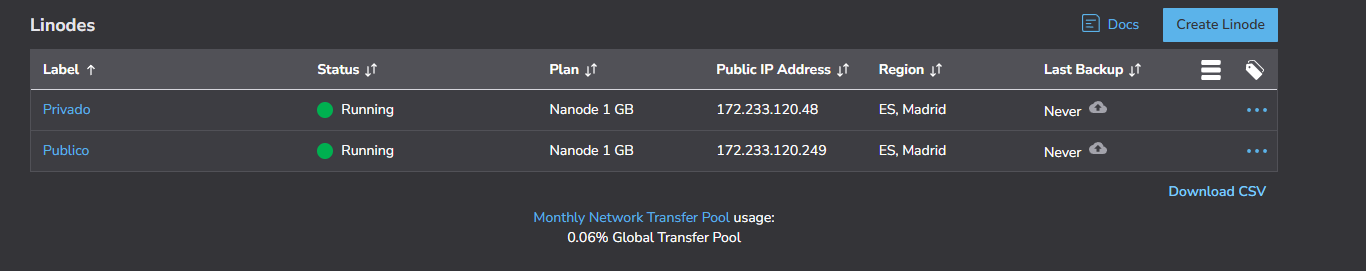 Linodes
Docs
Create Linode
Label Status Plan Public IP Address Region Last Backup
Privado Running Nanode 1 GB 172.233.120.48 ES, Madrid Never
Publico Running Nanode 1 GB 172.233.120.249 ES, Madrid Never
Download CSV
Monthly Network Transfer Pool usage:
0.06% Global Transfer Pool